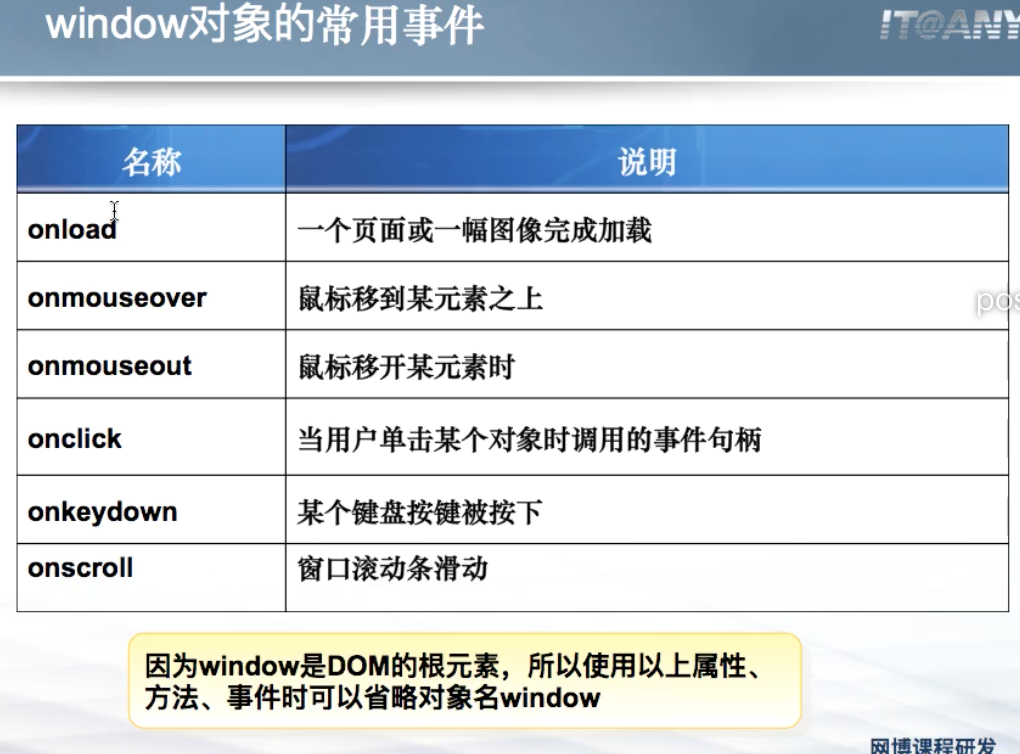 window对象的常用事件
IT@ANY
名称 说明
onload 一个页面或一幅图像完成加载
onmouseover 鼠标移到某元素之上
pos
onmouseout 鼠标移开某元素时
onclick 当用户单击某个对象时调用的事件句柄
onkeydown 某个键盘按键被按下
onscroll 窗口滚动条滑动
因为window是DOM的根元素，所以使用以上属性、
方法、事件时可以省略对象名window
网博课程研发